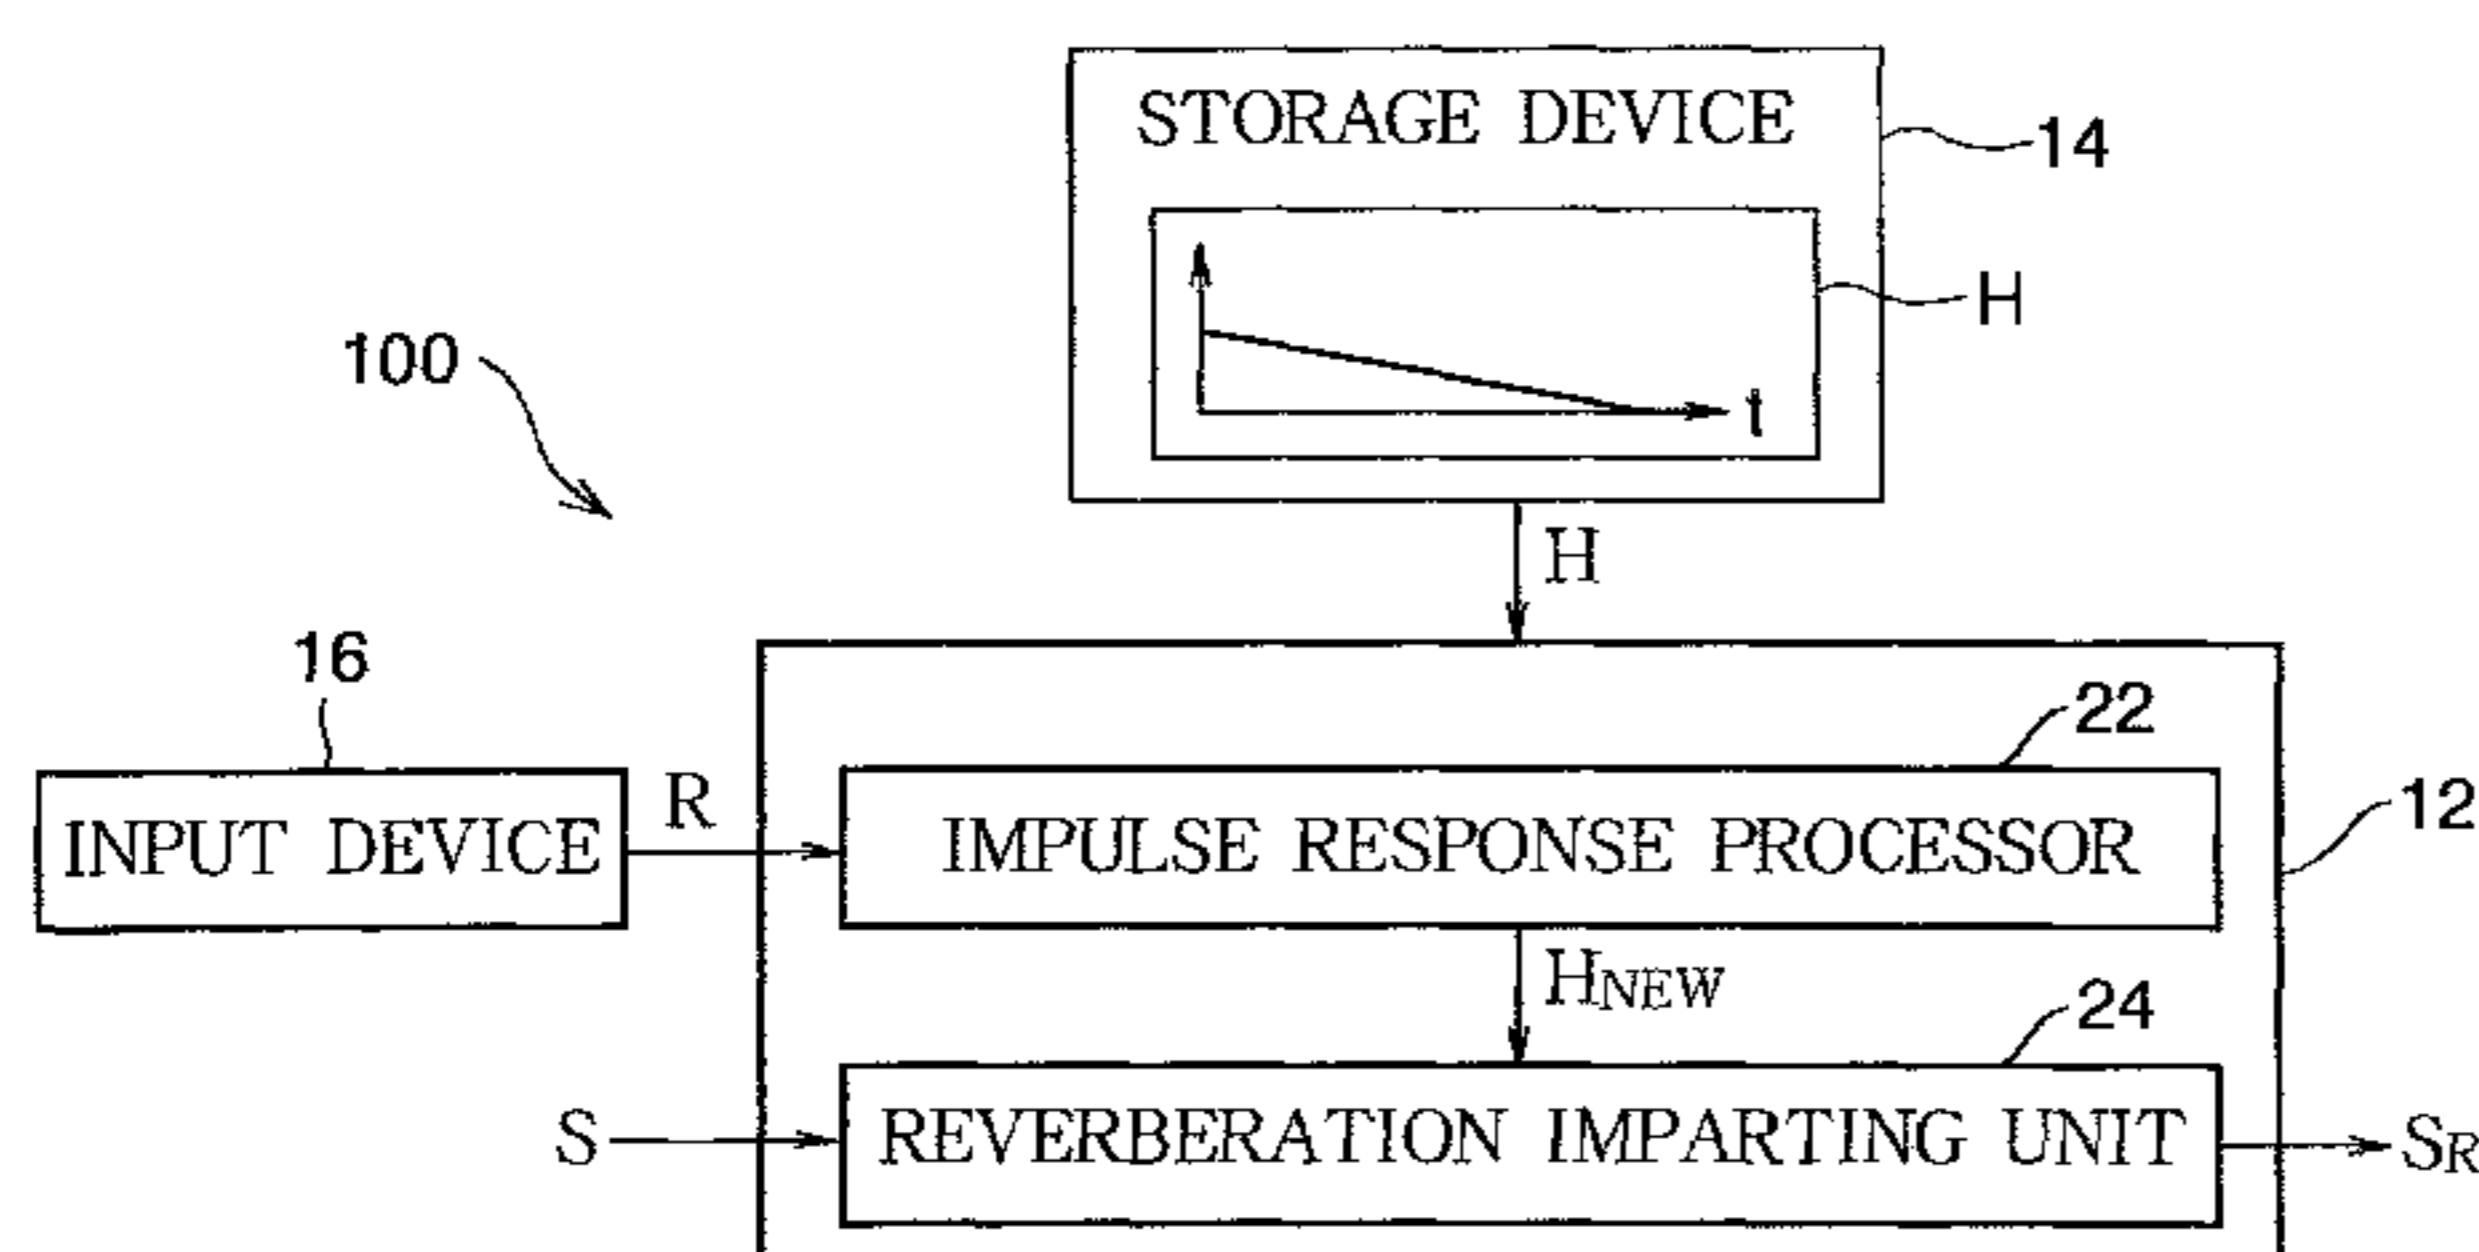 STORAGE DEVICE
14
H
t
100
H
16
22
12
INPUT DEVICE
R
IMPULSE RESPONSE PROCESSOR
HNEW
24
S
REVERBERATION IMPARTING UNIT
SR